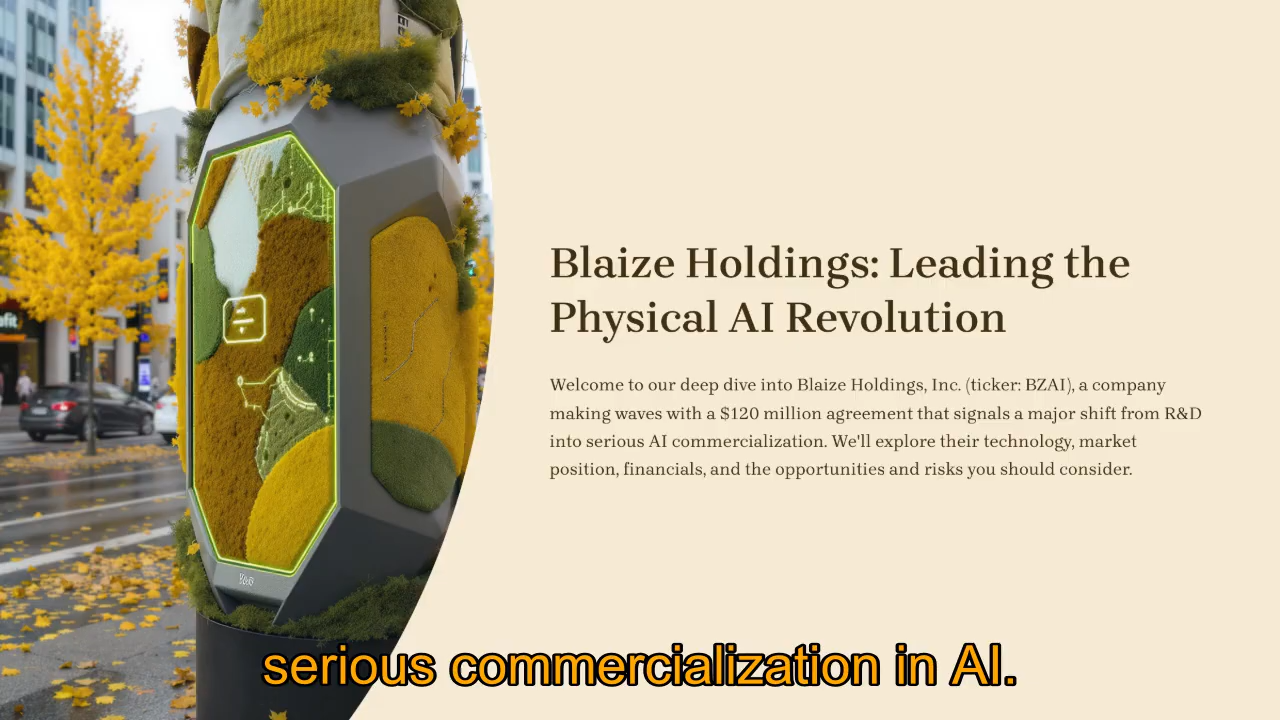 Blaize Holdings: Leading the
Physical AI Revolution
Welcome to our deep dive into Blaize Holdings, Inc. (ticker: BZAI), a company
making waves with a $120 million agreement that signals a major shift from R&D
into serious AI commercialization. We'll explore their technology, market
position, financials, and the opportunities and risks you should consider.
serious commercialization in AI.